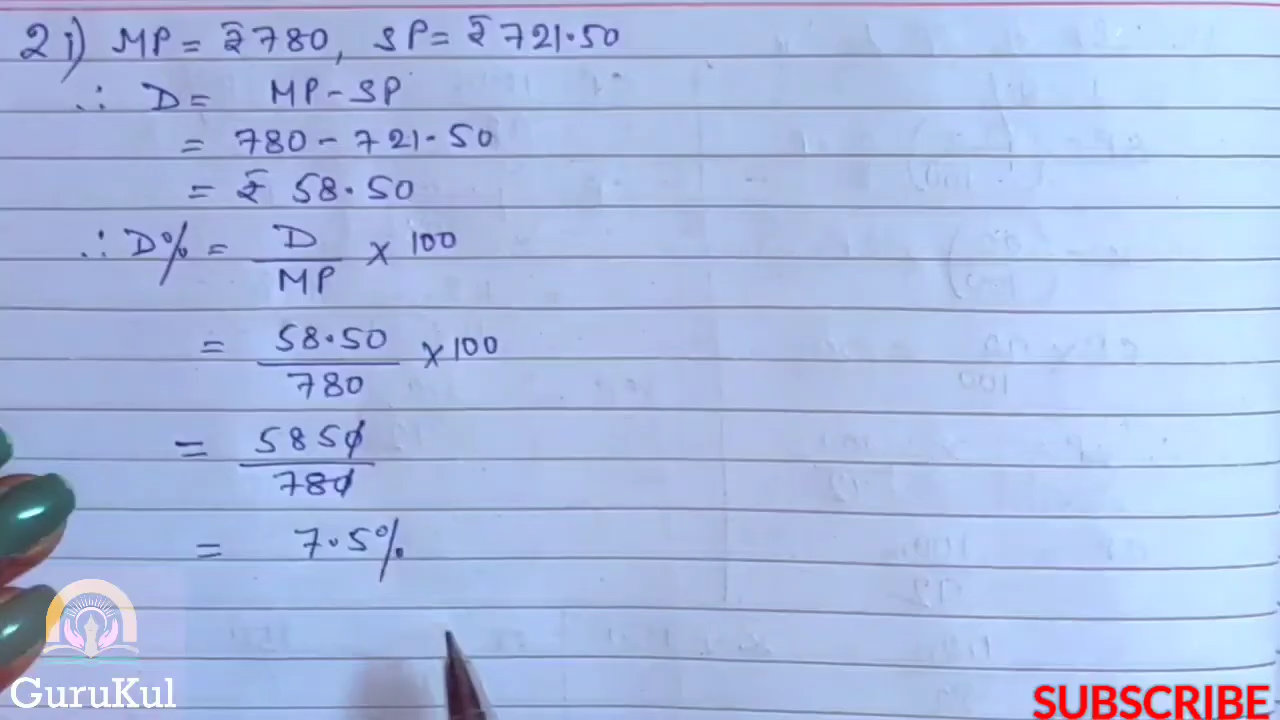 2i) MP = ₹780, SP = ₹721.50
∴ D = MP - SP
= 780 - 721.50
= ₹ 58.50
∴ D% = D/MP × 100
= 58.50/780 × 100
= 5850/780
= 7.5%
GuruKul
SUBSCRIBE